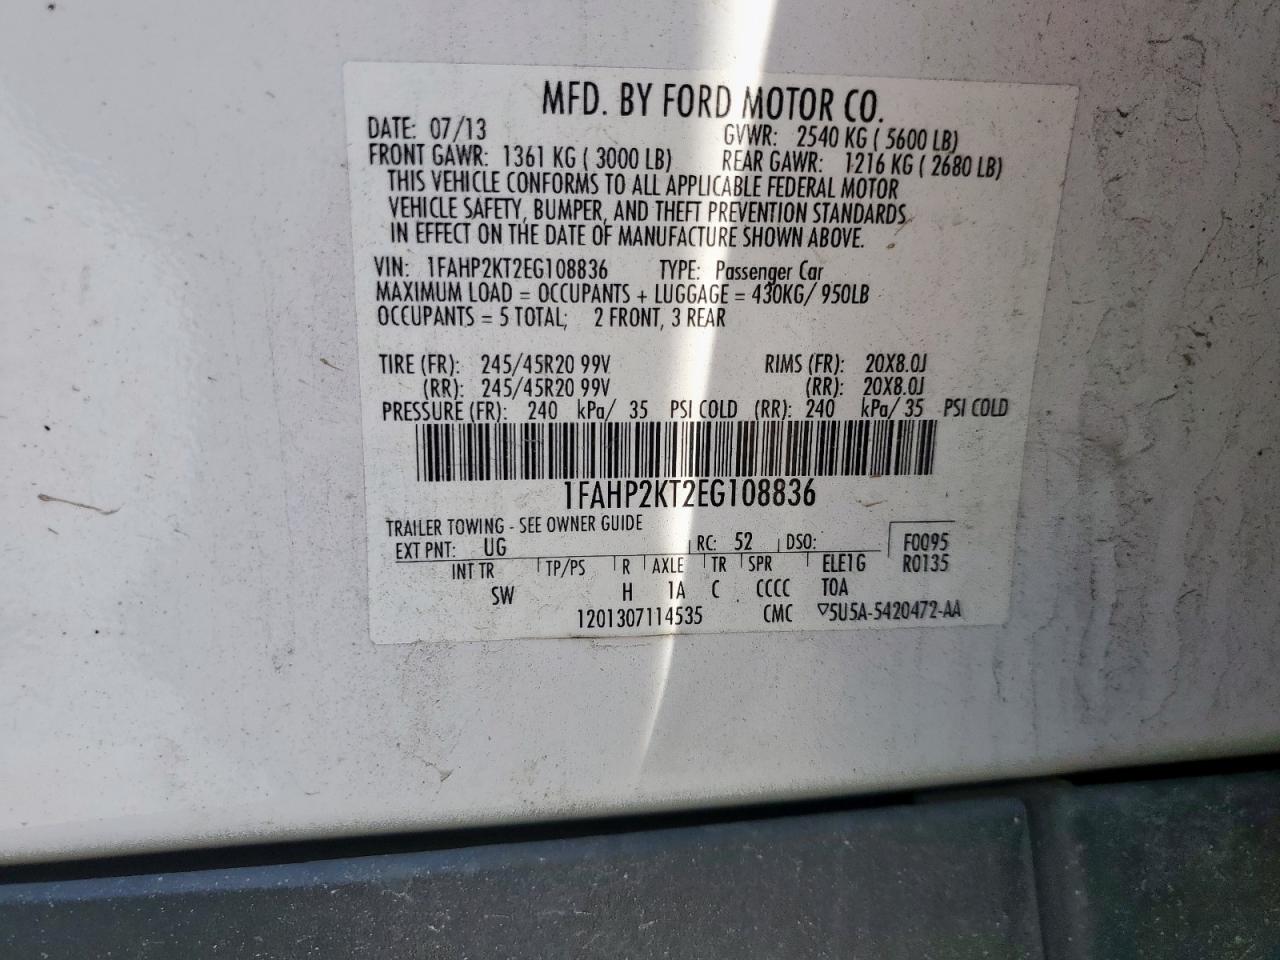 MFD. BY FORD MOTOR CO.
DATE: 07/13 GVWR: 2540 KG ( 5600 LB)
FRONT GAWR: 1361 KG ( 3000 LB) REAR GAWR: 1216 KG ( 2680 LB)
THIS VEHICLE CONFORMS TO ALL APPLICABLE FEDERAL MOTOR
VEHICLE SAFETY, BUMPER, AND THEFT PREVENTION STANDARDS
IN EFFECT ON THE DATE OF MANUFACTURE SHOWN ABOVE.
VIN: 1FAHP2KT2EG108836 TYPE: Passenger Car
MAXIMUM LOAD = OCCUPANTS + LUGGAGE = 430KG/ 950LB
OCCUPANTS = 5 TOTAL; 2 FRONT, 3 REAR
TIRE (FR): 245/45R20 99V RIMS (FR): 20X8.0J
(RR): 245/45R20 99V (RR): 20X8.0J
PRESSURE (FR): 240 kPa/ 35 PSI COLD (RR): 240 kPa/ 35 PSI COLD
1FAHP2KT2EG108836
TRAILER TOWING - SEE OWNER GUIDE
EXT PNT: UG RC: 52 DSO: F0095
INT TR TP/PS R AXLE TR SPR ELE1G R0135
SW H 1A C CCCC T0A
1201307114535 CMC ▽5U5A-5420472-AA